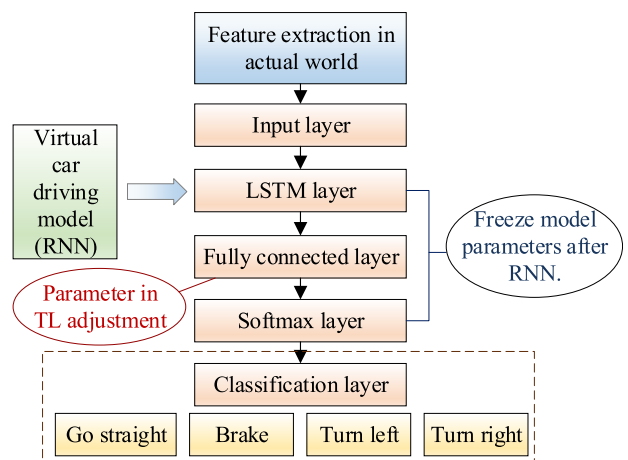 Feature extraction in
actual world
Input layer
Virtual
car
driving
model
(RNN)
LSTM layer
Freeze model
parameters after
RNN.
Fully connected layer
Parameter in
TL adjustment
Softmax layer
Classification layer
Go straight
Brake
Turn left
Turn right